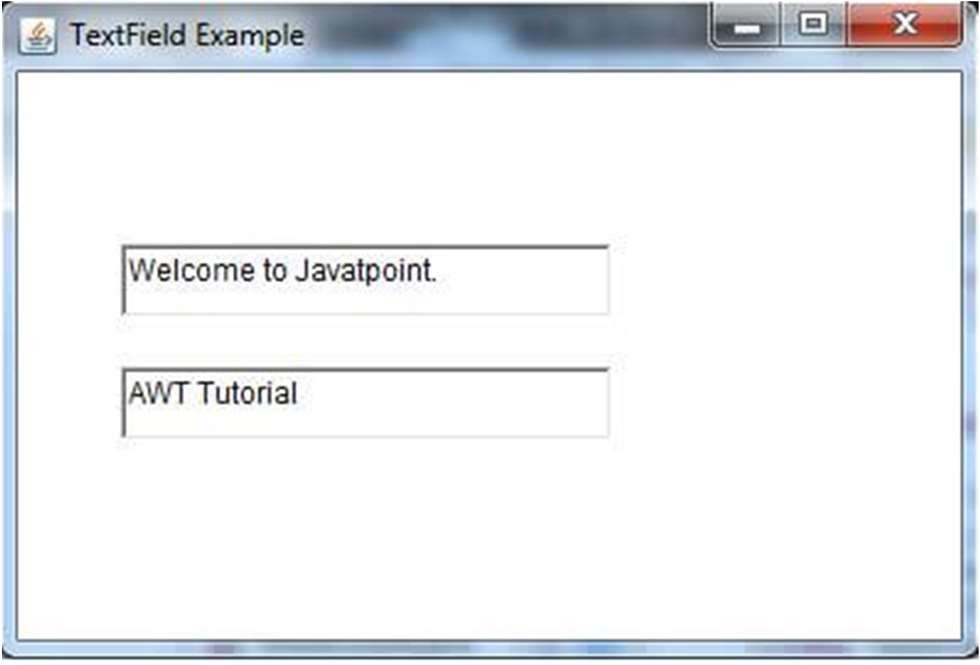 TextField Example
Welcome to Javatpoint.
AWT Tutorial